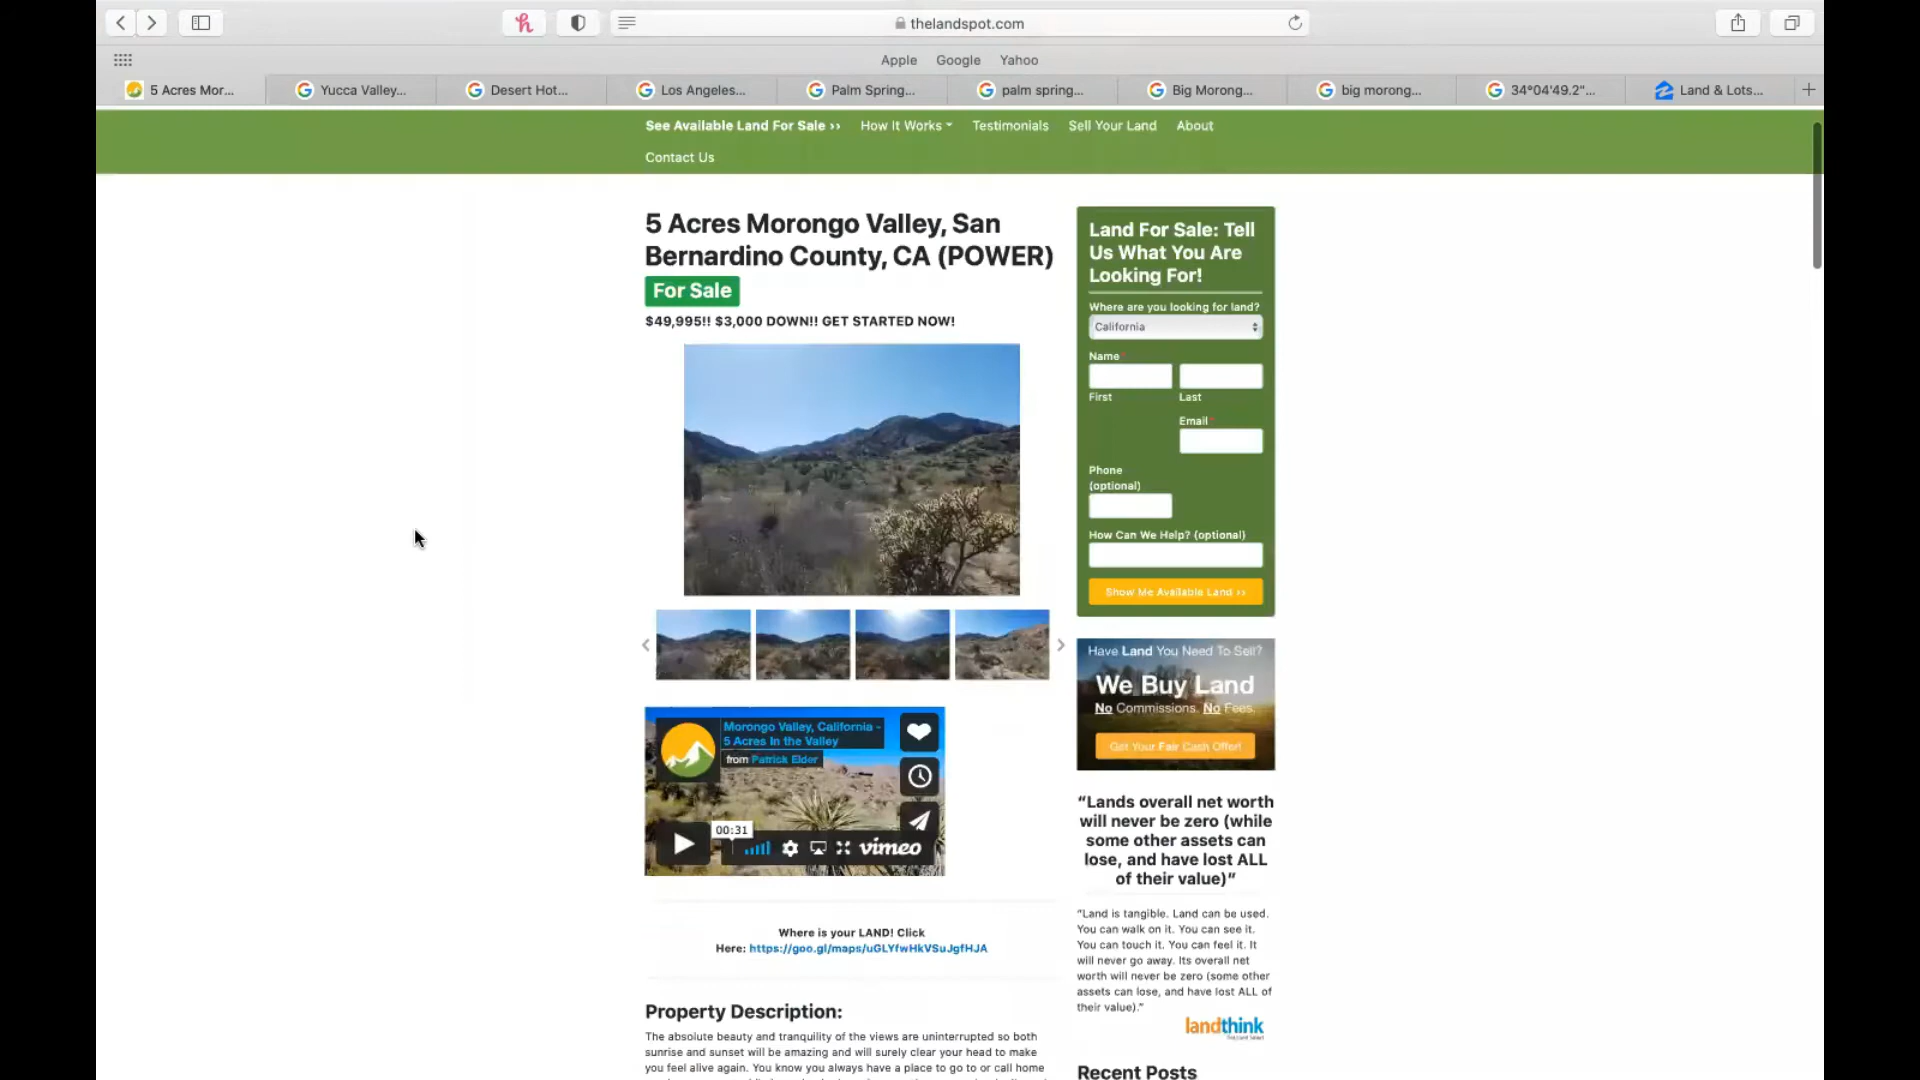 thelandspot.com
Apple Google Yahoo
5 Acres Mor... Yucca Valley... Desert Hot... Los Angeles... Palm Spring... palm spring... Big Morong... big morong... 34°04'49.2"... Land & Lots...
See Available Land For Sale ›› How It Works Testimonials Sell Your Land About
Contact Us
5 Acres Morongo Valley, San
Bernardino County, CA (POWER)
For Sale
$49,995!! $3,000 DOWN!! GET STARTED NOW!
Morongo Valley, California -
5 Acres In the Valley
from Patrick Elder
00:31
vimeo
Where is your LAND! Click
Here: https://goo.gl/maps/uGLYfwHkVSuJgfHJA
Property Description:
The absolute beauty and tranquility of the views are uninterrupted so both
sunrise and sunset will be amazing and will surely clear your head to make
you feel alive again. You know you always have a place to go to or call home
Land For Sale: Tell
Us What You Are
Looking For!
Where are you looking for land?
California
Name*
First Last
Email*
Phone
(optional)
How Can We Help? (optional)
Show Me Available Land ››
Have Land You Need To Sell?
We Buy Land
No Commissions. No Fees.
Get Your Fair Cash Offer!
“Lands overall net worth
will never be zero (while
some other assets can
lose, and have lost ALL
of their value)”
“Land is tangible. Land can be used.
You can walk on it. You can see it.
You can touch it. You can feel it. It
will never go away. Its overall net
worth will never be zero (some other
assets can lose, and have lost ALL of
their value).”
landthink
Recent Posts